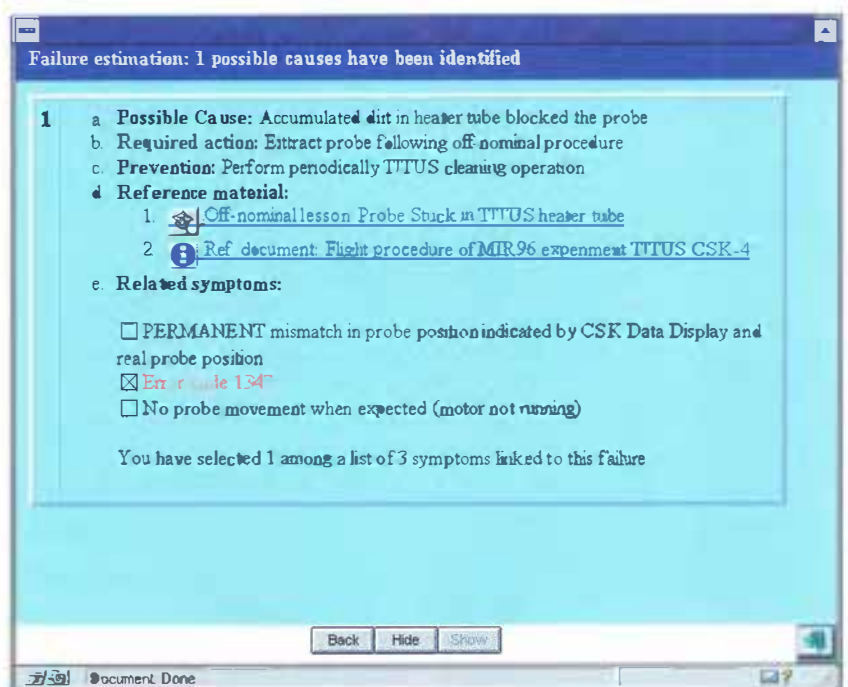 Failure estimation: 1 possible causes have been identified
1 a Possible Cause: Accumulated dirt in heater tube blocked the probe
b. Required action: Extract probe following off-nominal procedure
c. Prevention: Perform periodically TITUS cleaning operation
d Reference material:
1. Off-nominal lesson Probe Stuck in TITUS heater tube
2 Ref document: Flight procedure of MIR96 experiment TITUS CSK-4
e. Related symptoms:
PERMANENT mismatch in probe position indicated by CSK Data Display and
real probe position
Error code
No probe movement when expected (motor not running)
You have selected 1 among a list of 3 symptoms linked to this failure
Back Hide Show
Document Done